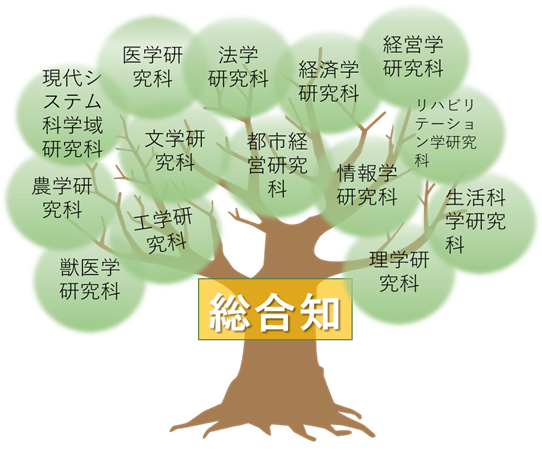 医学研
究科
法学
研究科
経済学
研究科
経営学
研究科
現代シ
ステム
科学域
研究科
文学研
究科
都市経
営研究
科
情報学
研究科
リハビリ
テーショ
ン学研究
科
農学研
究科
工学研
究科
生活科
学研究
科
獣医学
研究科
理学研
究科
総合知